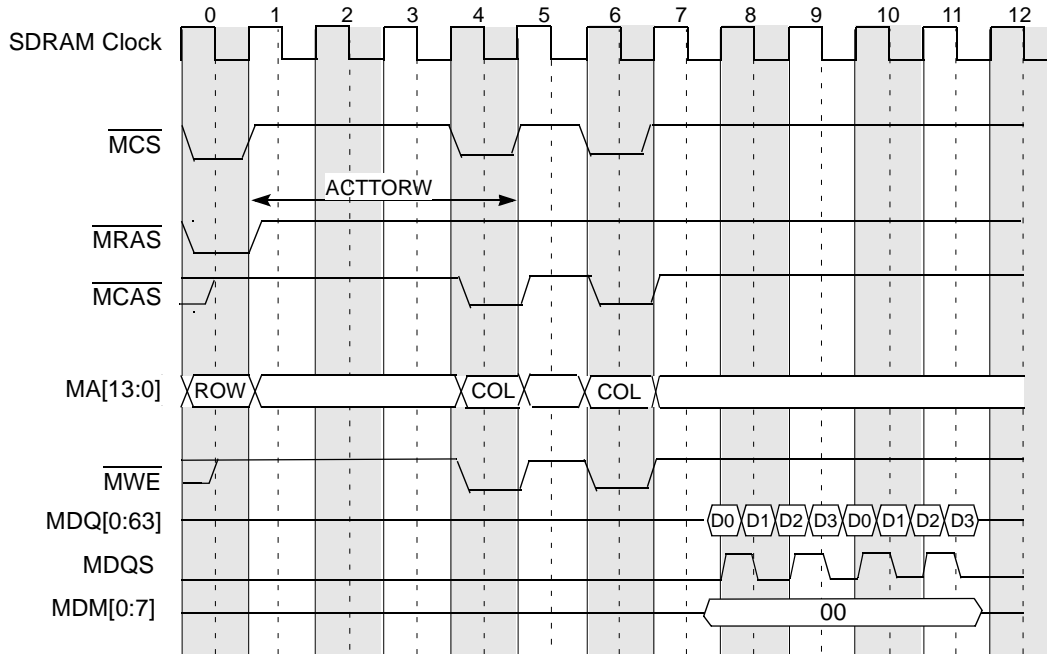 0 1 2 3 4 5 6 7 8 9 10 11 12
SDRAM Clock
MCS
ACTTORW
MRAS
MCAS
MA[13:0] ROW COL COL
MWE
MDQ[0:63] D0 D1 D2 D3 D0 D1 D2 D3
MDQS
MDM[0:7] 00